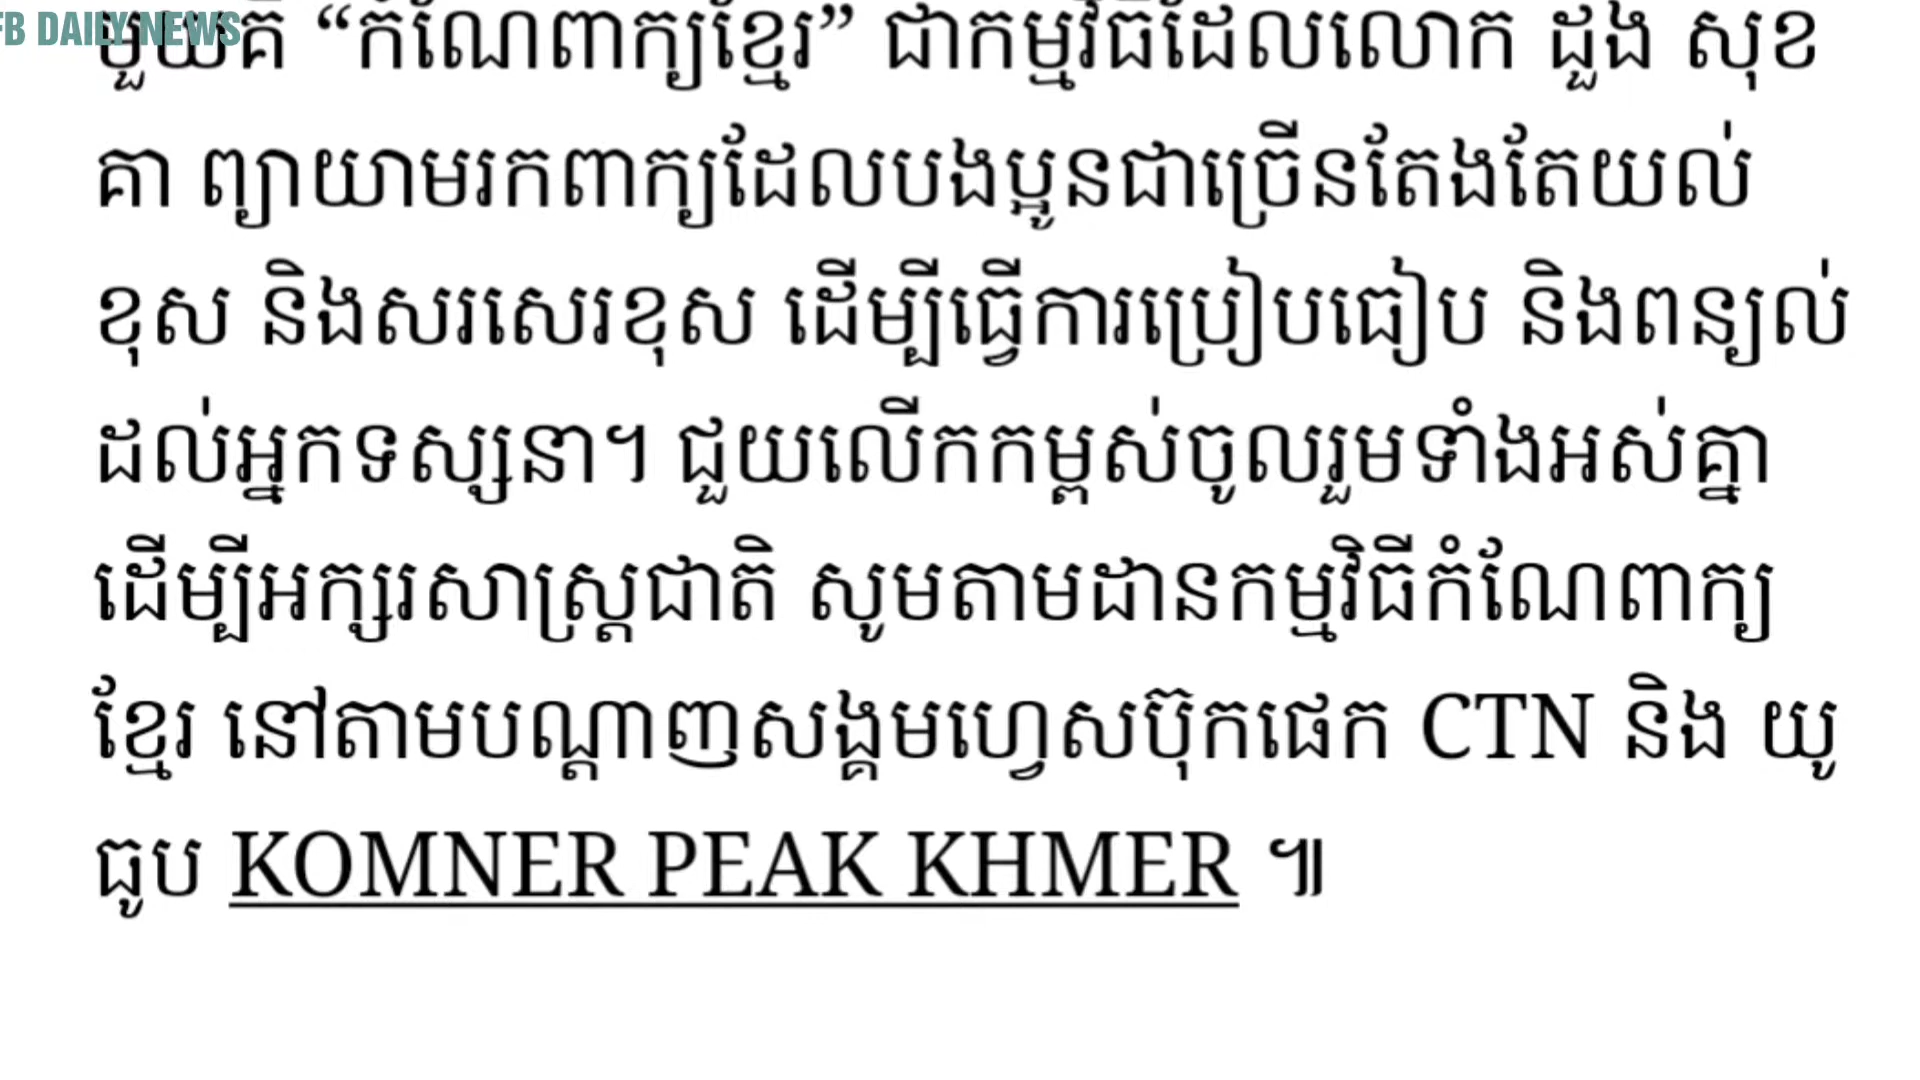 FB DAILY NEWS
មួយគឺ “កំណែពាក្យខ្មែរ” ជាកម្មវិធីដែលលោក ដួង សុខ
គា ព្យាយាមរកពាក្យដែលបងប្អូនជាច្រើនតែងតែយល់
ខុស និងសរសេរខុស ដើម្បីធ្វើការប្រៀបធៀប និងពន្យល់
ដល់អ្នកទស្សនា។ ជួយលើកកម្ពស់ចូលរួមទាំងអស់គ្នា
ដើម្បីអក្សរសាស្ត្រជាតិ សូមតាមដានកម្មវិធីកំណែពាក្យ
ខ្មែរ នៅតាមបណ្តាញសង្គមហ្វេសប៊ុកផេក CTN និង យូ
ធូប KOMNER PEAK KHMER ៕